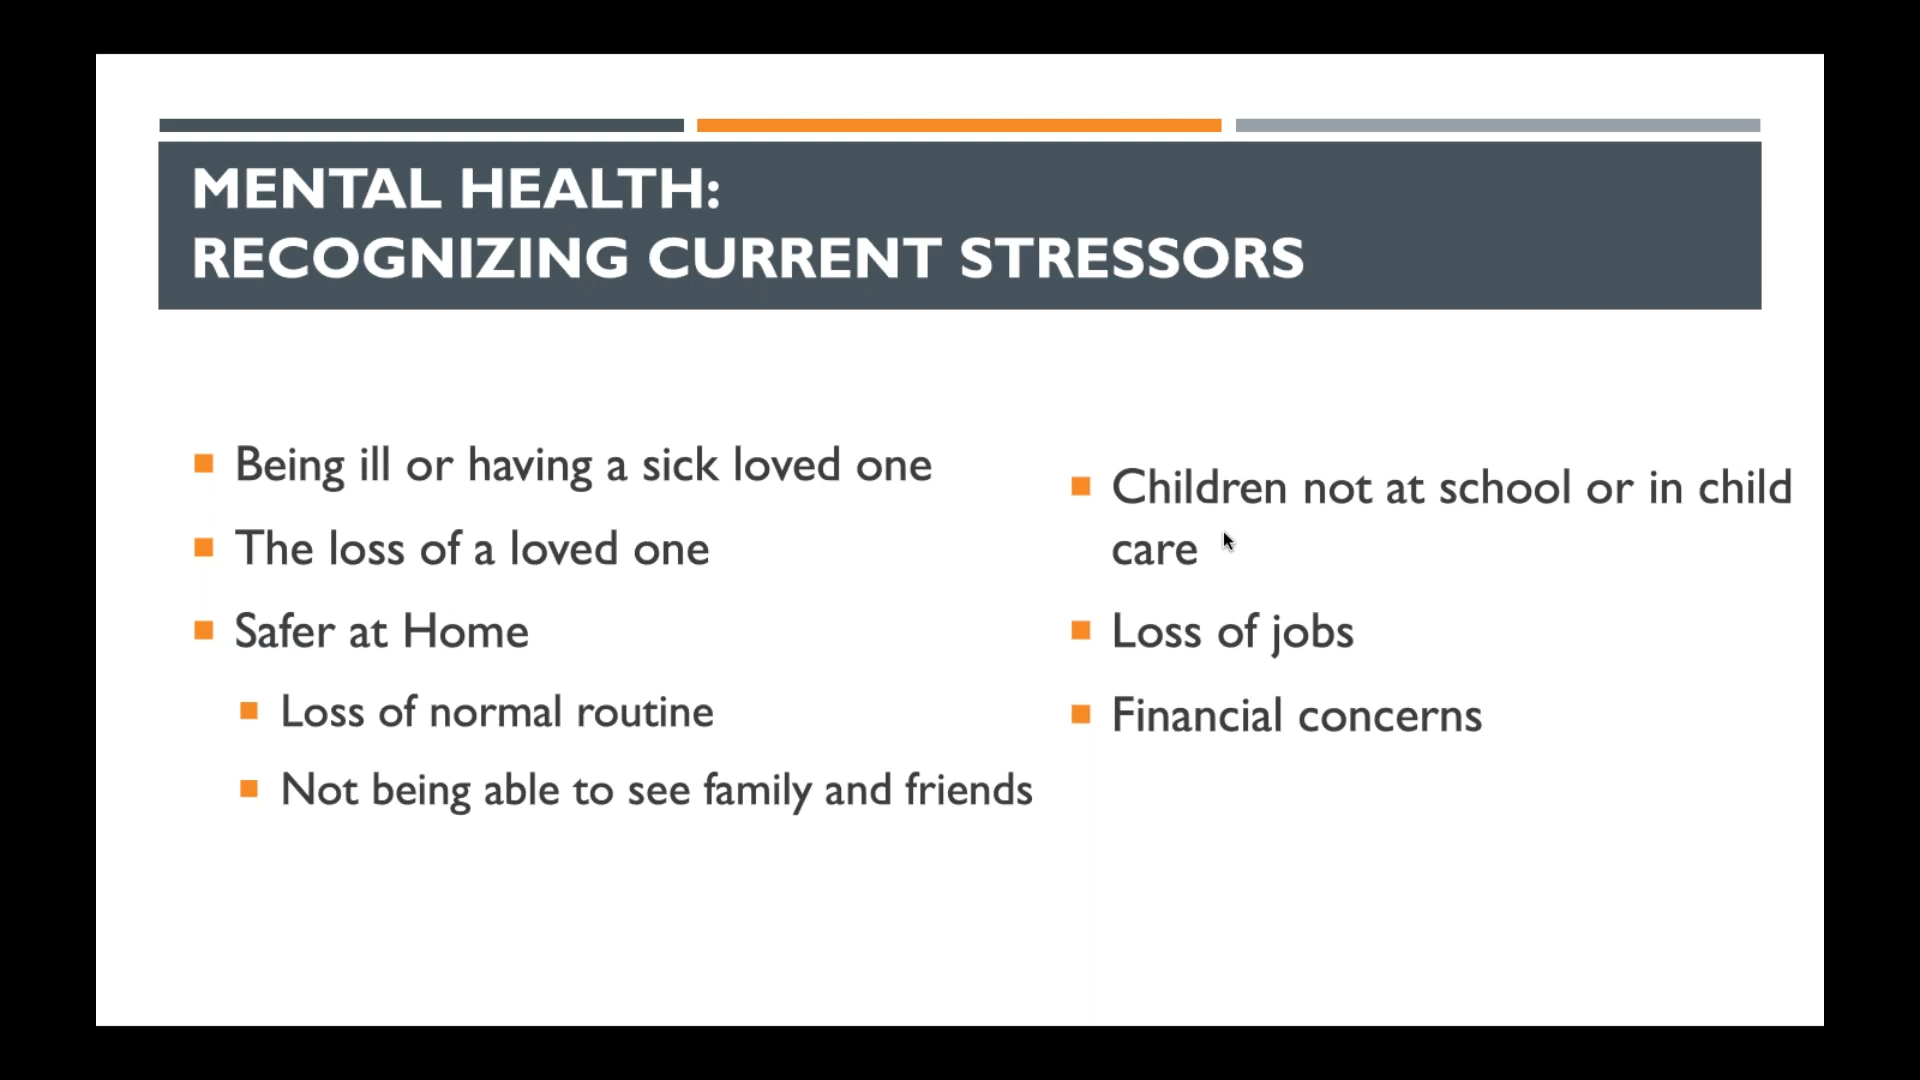 MENTAL HEALTH:
RECOGNIZING CURRENT STRESSORS
Being ill or having a sick loved one
The loss of a loved one
Safer at Home
Loss of normal routine
Not being able to see family and friends
Children not at school or in child
care
Loss of jobs
Financial concerns